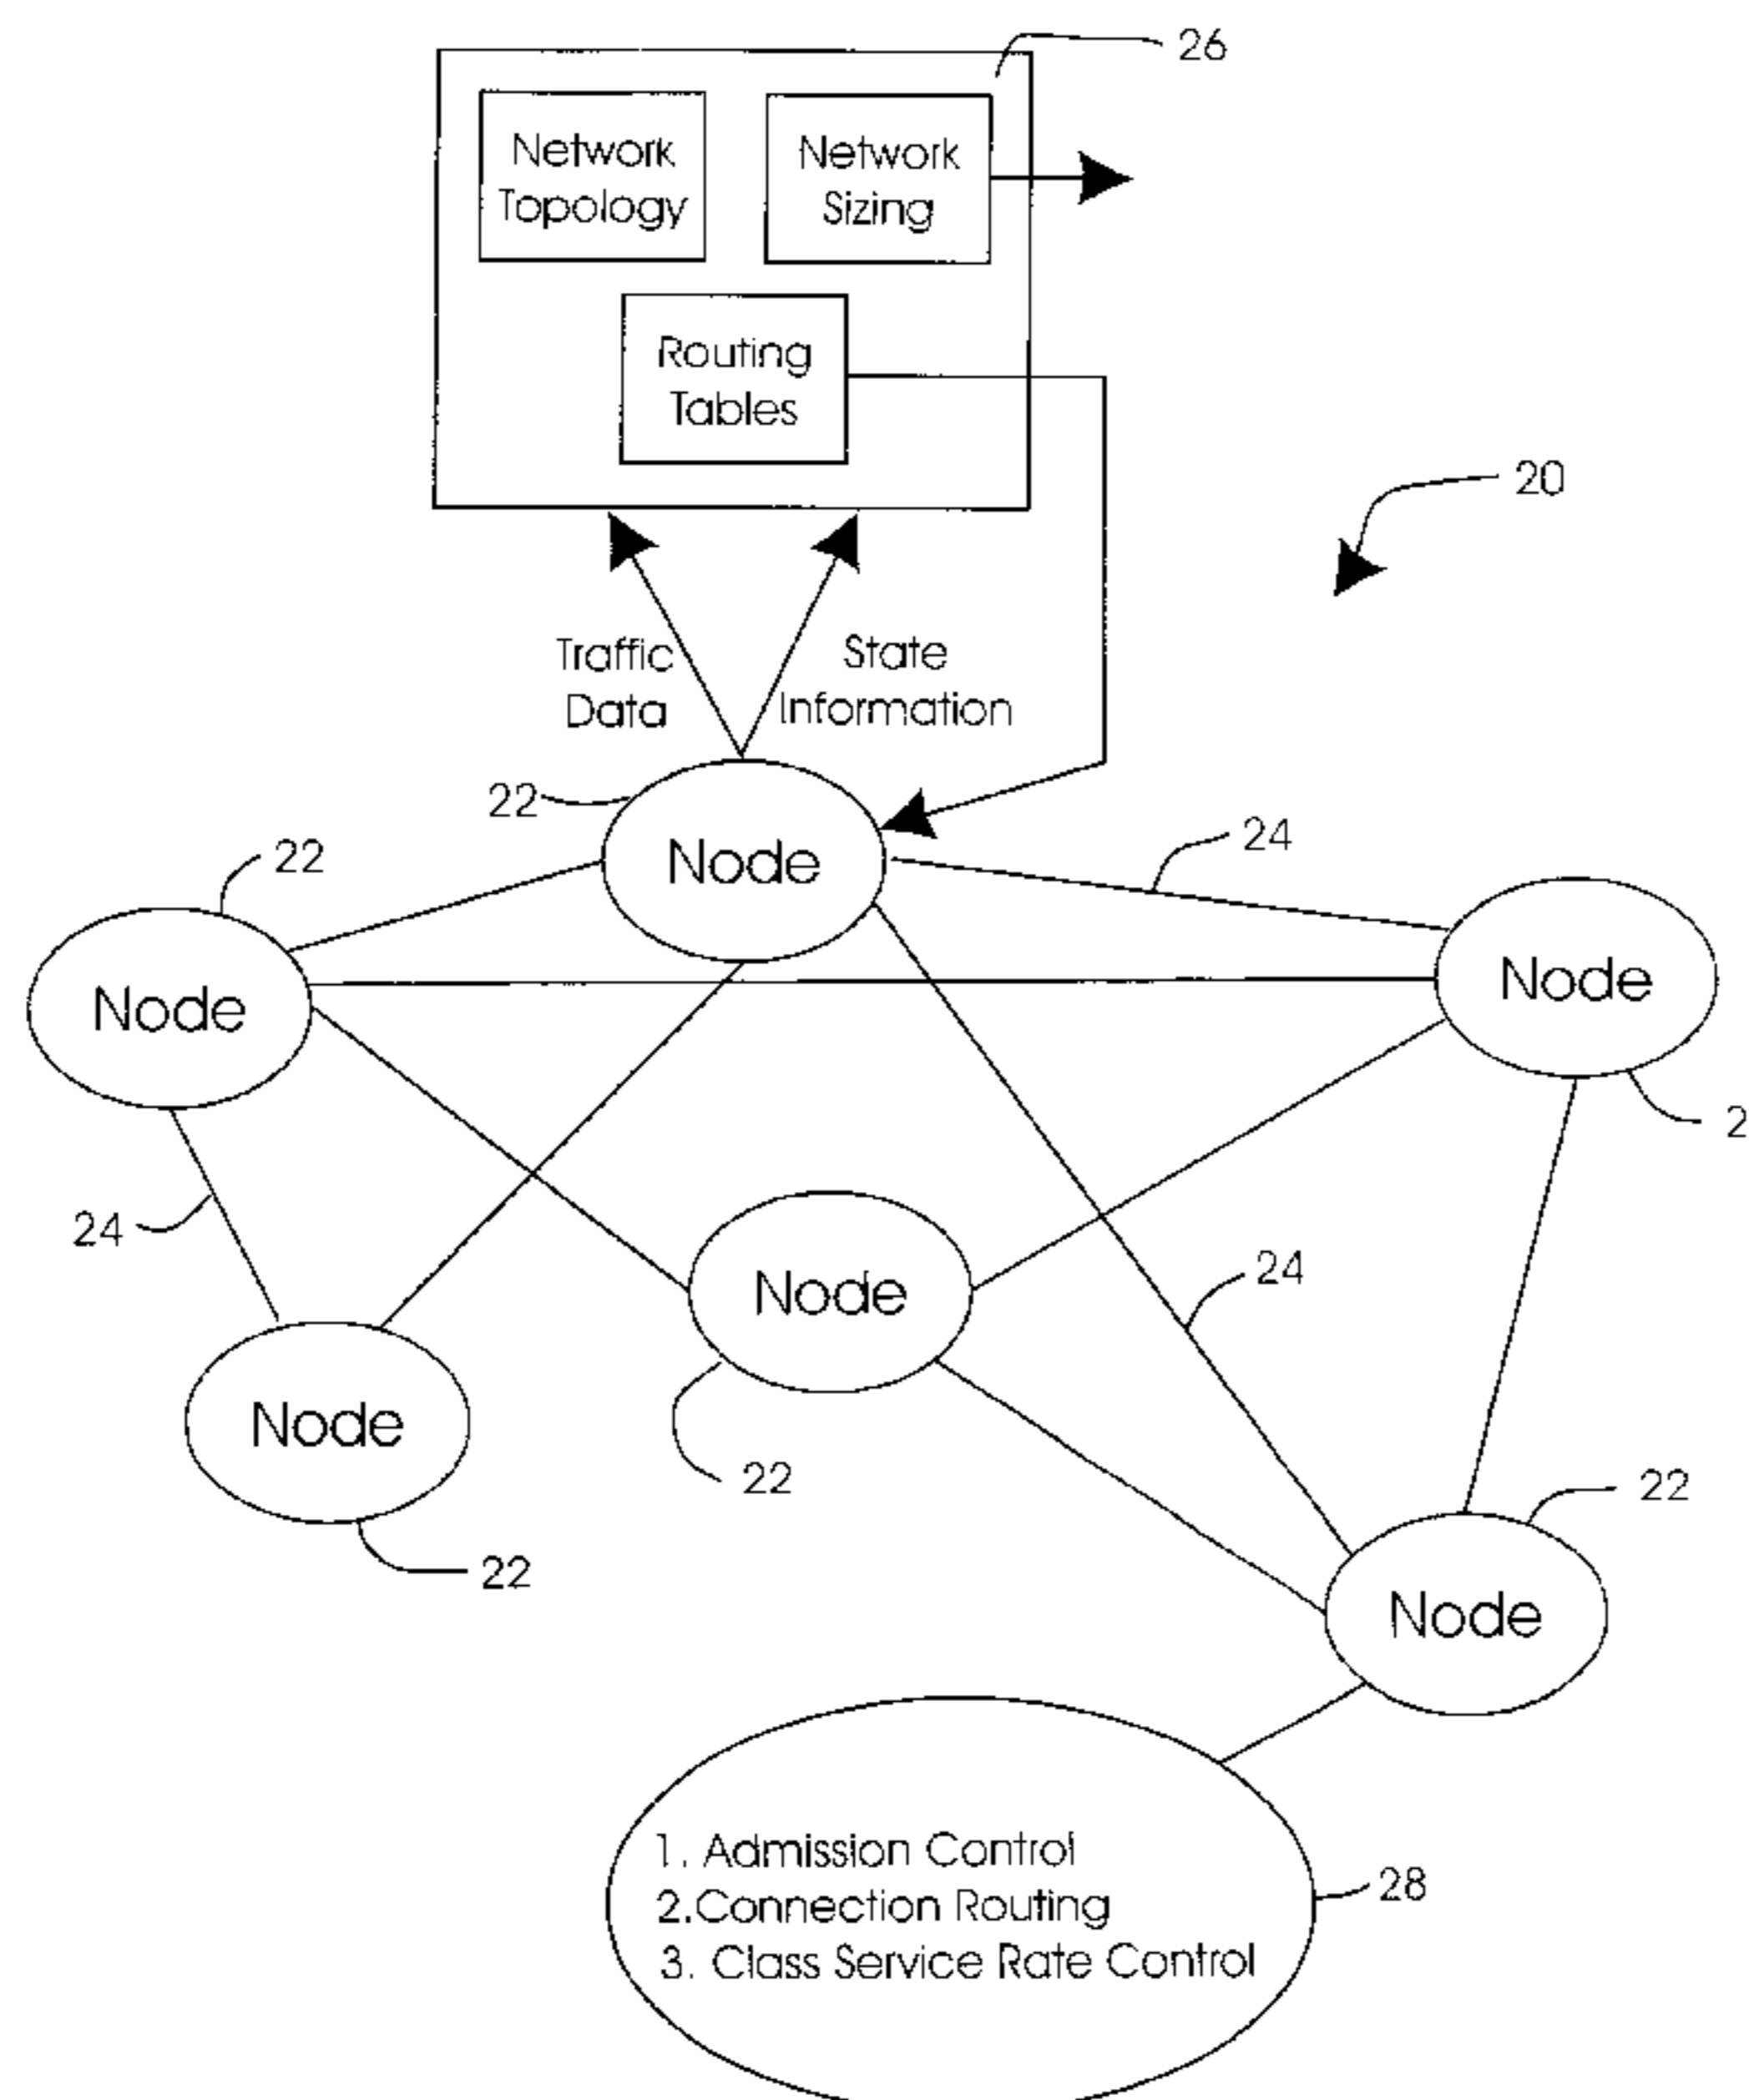 26
Network
Topology
Network
Sizing
Routing
Tables
20
Traffic
Data
State
Information
22
Node
24
22
Node
Node
2
24
Node
24
Node
22
22
22
Node
1. Admission Control
2.Connection Routing
3. Class Service Rate Control
28